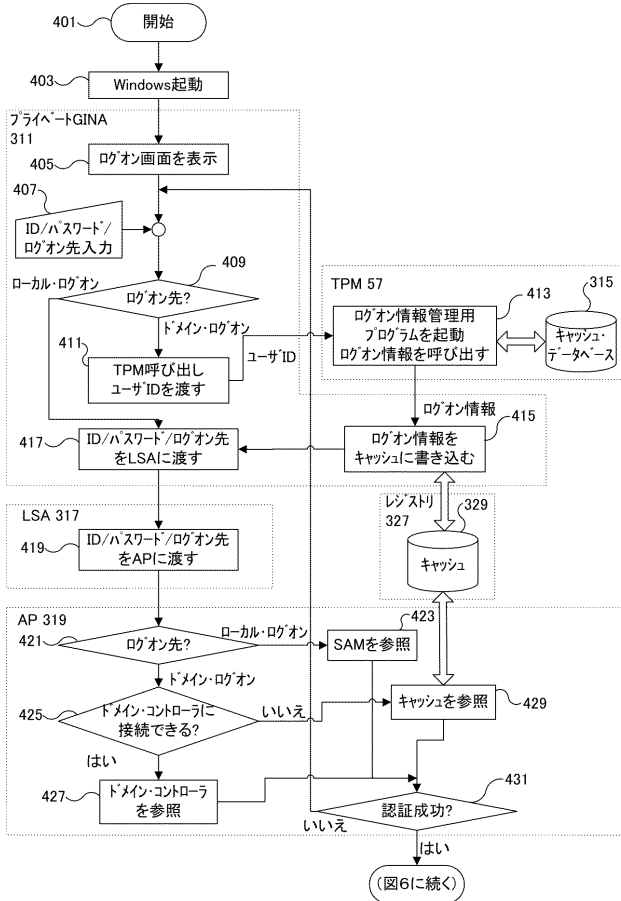 401
開始
403
Windows起動
プライベートGINA
311
405
ログオン画面を表示
407
ID/パスワード/
ログオン先入力
409
ローカル・ログオン
ログオン先?
ドメイン・ログオン
411
TPM呼び出し
ユーザIDを渡す
ユーザID
TPM 57
413
ログオン情報管理用
プログラムを起動
ログオン情報を呼び出す
315
キャッシュ・
データベース
ログオン情報
415
ログオン情報を
キャッシュに書き込む
417
ID/パスワード/ログオン先
をLSAに渡す
レジストリ
327
329
キャッシュ
LSA 317
419
ID/パスワード/ログオン先
をAPに渡す
AP 319
421
ログオン先?
ローカル・ログオン
423
SAMを参照
ドメイン・ログオン
425
ドメイン・コントローラに
接続できる?
いいえ
キャッシュを参照
429
はい
427
ドメイン・コントローラ
を参照
431
認証成功?
いいえ
はい
(図6に続く)